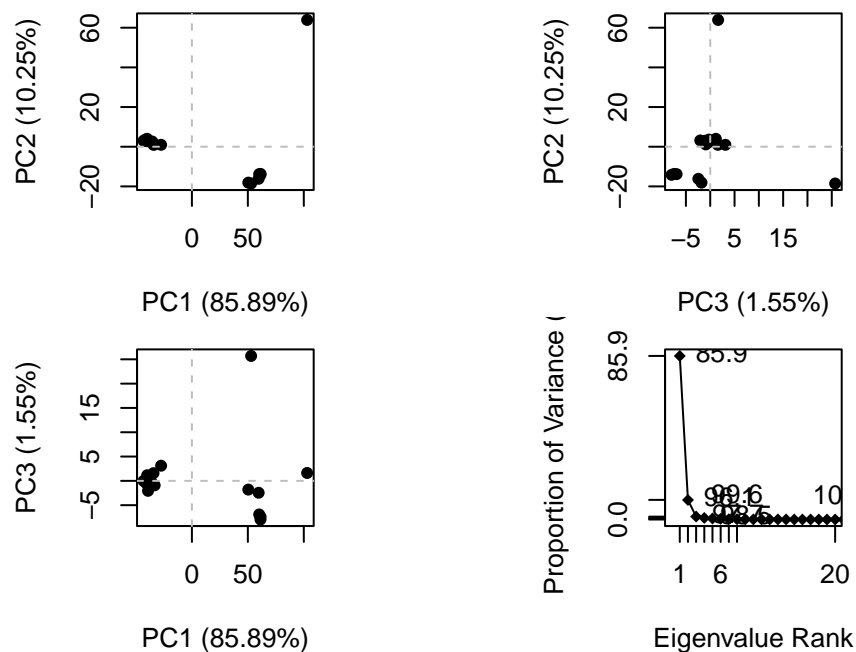 60
20
−20
PC2 (10.25%)
0 50
PC1 (85.89%)
60
20
−20
PC2 (10.25%)
−5 5 15
PC3 (1.55%)
15
5
−5
PC3 (1.55%)
0 50
PC1 (85.89%)
Proportion of Variance (
85.9
0.0
85.9
99.6
10
1 6 20
Eigenvalue Rank